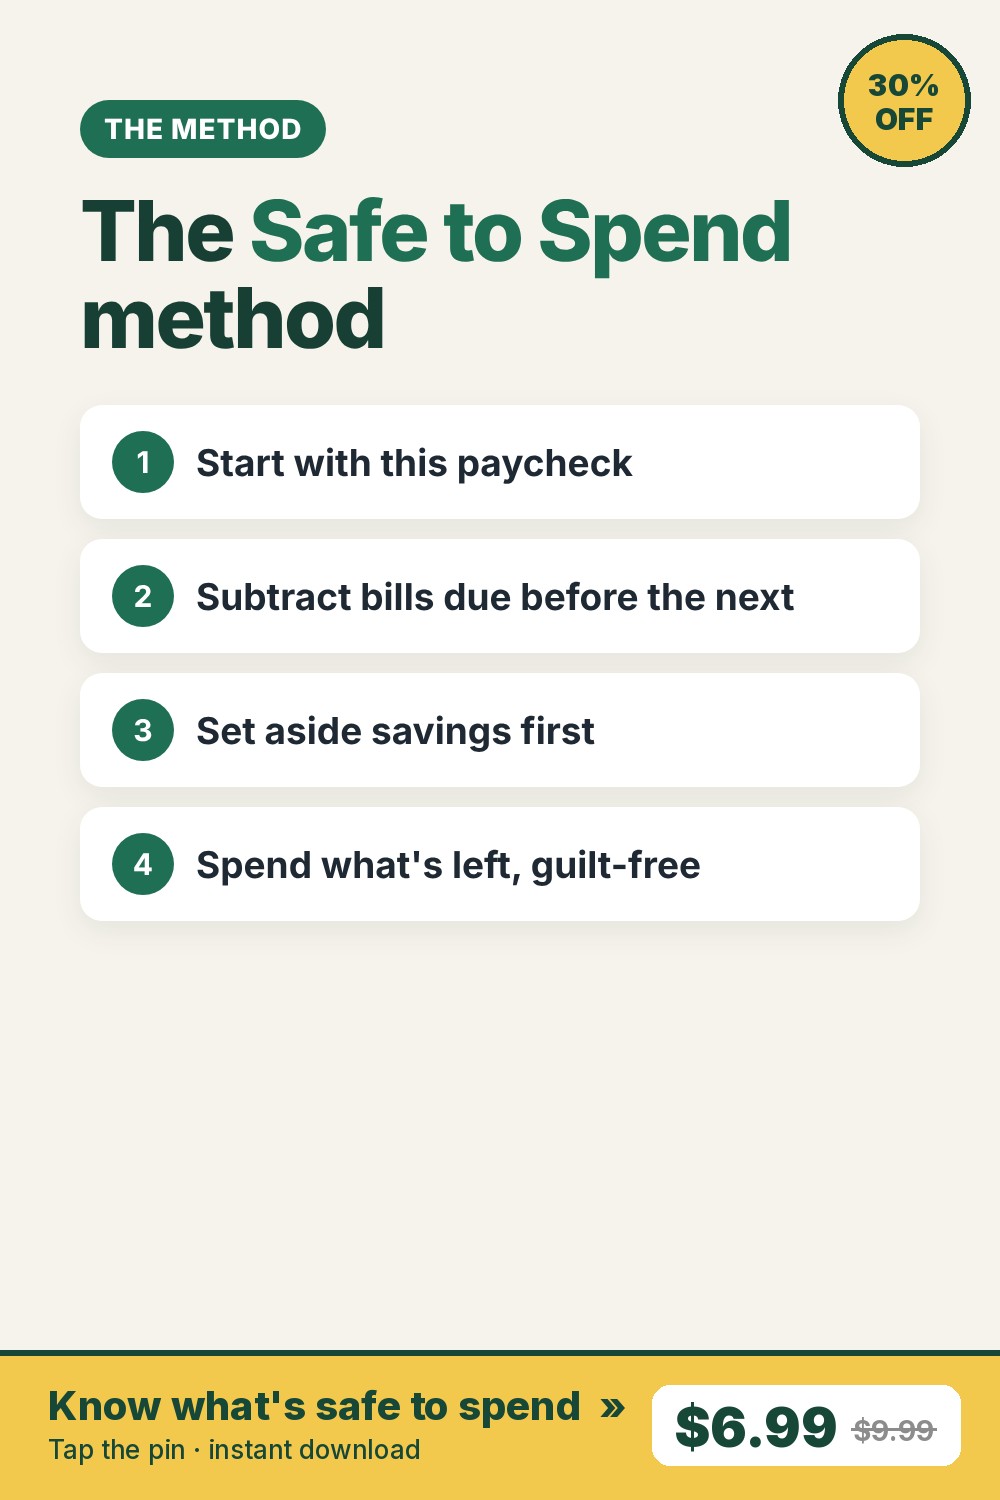 30%
OFF
THE METHOD
The Safe to Spend
method
1 Start with this paycheck
2 Subtract bills due before the next
3 Set aside savings first
4 Spend what's left, guilt-free
Know what's safe to spend »
Tap the pin · instant download
$6.99 $9.99